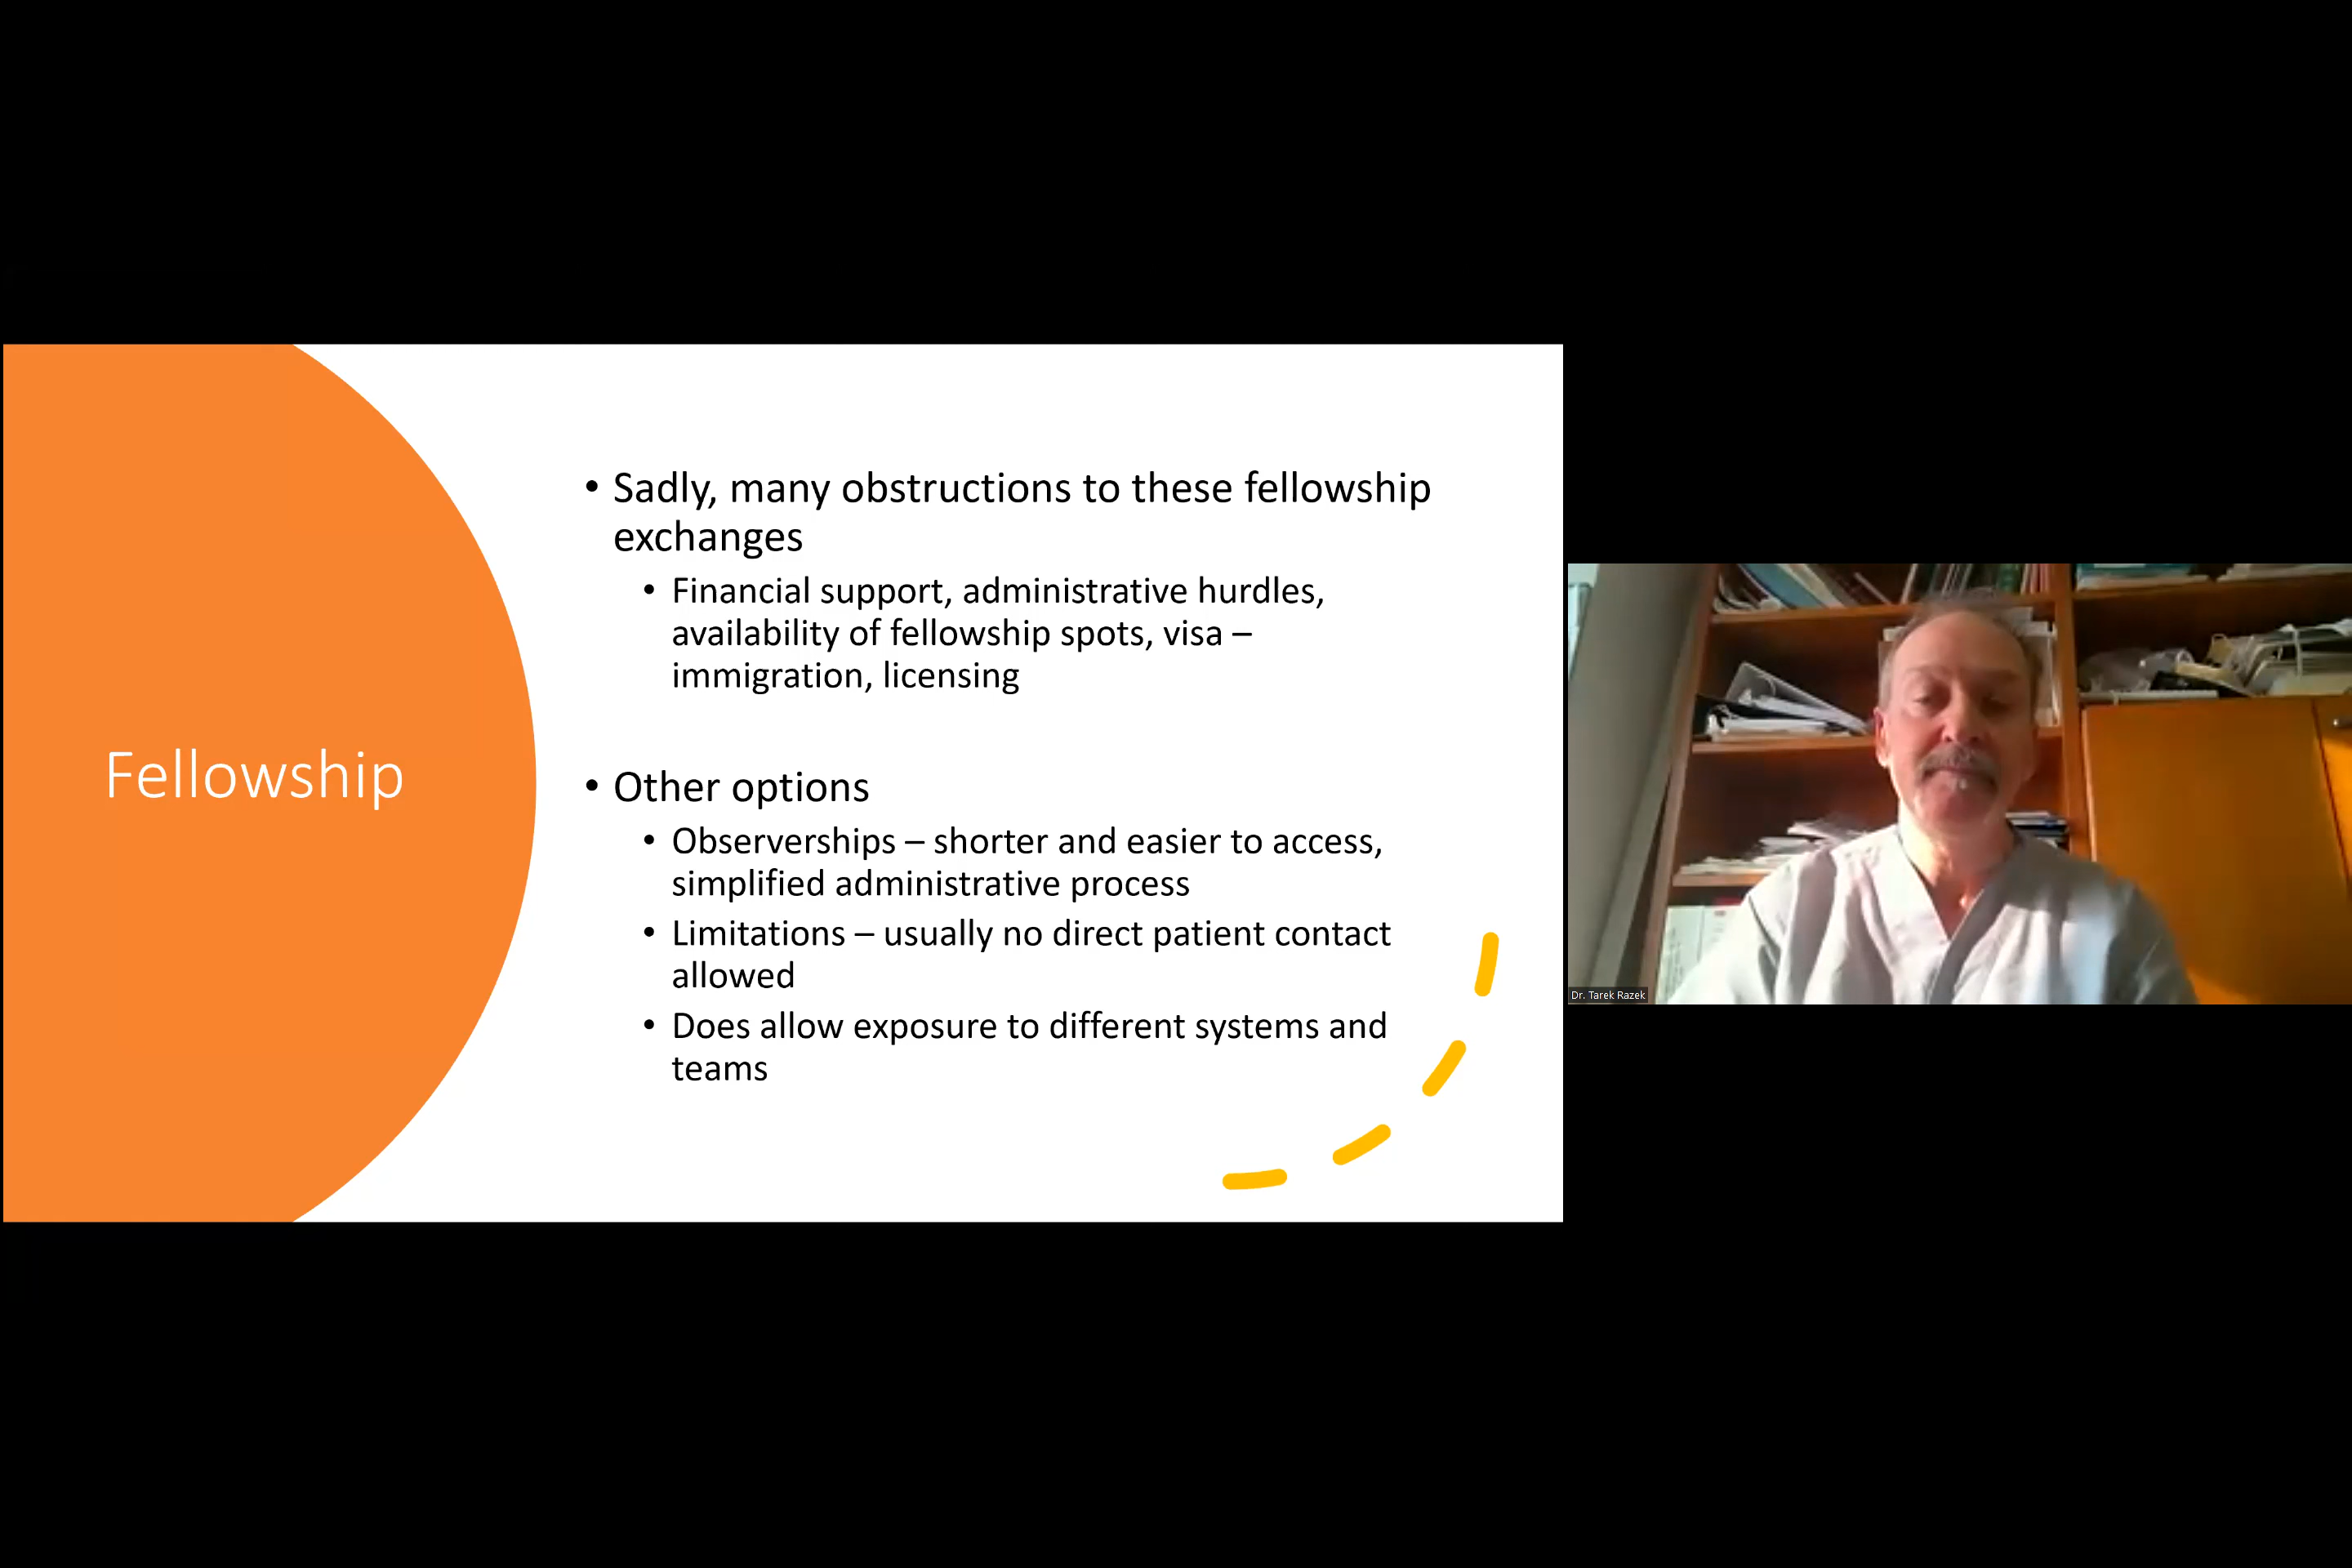 Fellowship
• Sadly, many obstructions to these fellowship
exchanges
• Financial support, administrative hurdles,
availability of fellowship spots, visa –
immigration, licensing
• Other options
• Observerships – shorter and easier to access,
simplified administrative process
• Limitations – usually no direct patient contact
allowed
• Does allow exposure to different systems and
teams
Dr. Tarek Razek